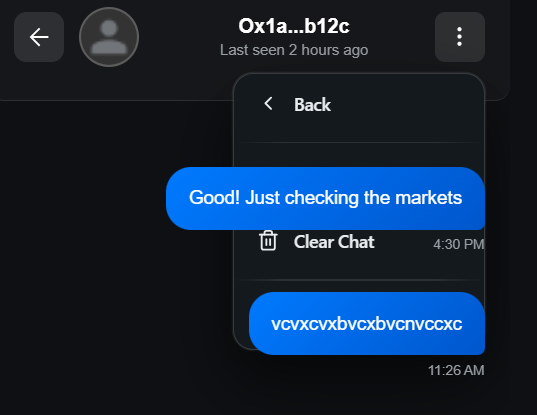 0x1a...b12c
Last seen 2 hours ago
Back
Good! Just checking the markets
Clear Chat
4:30 PM
vcvxcvxbvcxbvcnvccxc
11:26 AM